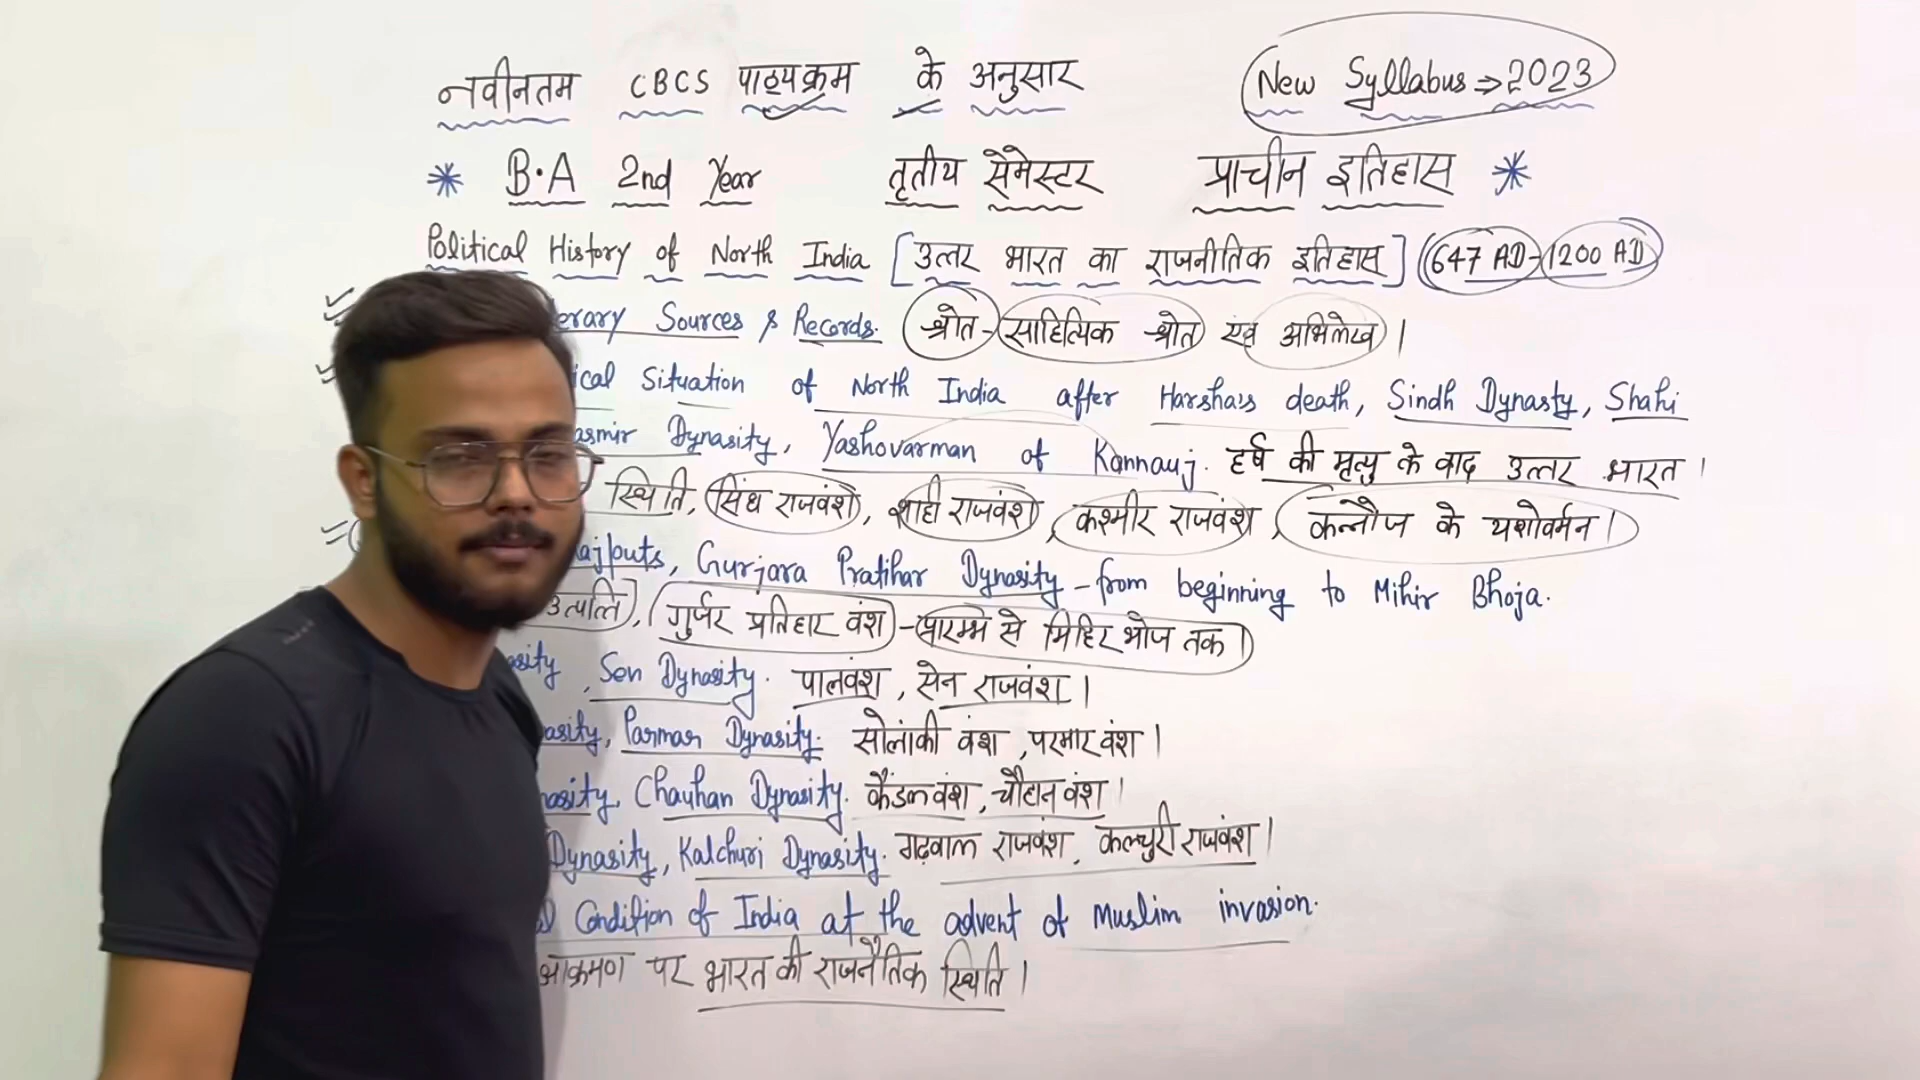 नवीनतम CBCS पाठ्यक्रम के अनुसार New Syllabus ⇒ 2023
* B.A 2nd Year तृतीय सेमेस्टर प्राचीन इतिहास *
Political History of North India [उत्तर भारत का राजनीतिक इतिहास] (647 AD - 1200 AD)
erary Sources & Records. श्रोत - साहित्यिक श्रोत एवं अभिलेख।
ical Situation of North India after Harsha's death, Sindh Dynasty, Shahi
asmir Dynasity, Yashovarman of Kannauj. हर्ष की मृत्यु के बाद उत्तर भारत।
स्थिति, सिंध राजवंश, शाही राजवंश, कश्मीर राजवंश, कन्नौज के यशोवर्मन।
ajputs, Gurjara Pratihar Dynasity - from beginning to Mihir Bhoja.
उत्पत्ति), (गुर्जर प्रतिहार वंश) - प्रारम्भ से मिहिर भोज तक।
asity, Sen Dynasity. पालवंश, सेन राजवंश।
asity, Parmar Dynasity. सोलांकी वंश, परमार वंश।
nasity, Chauhan Dynasity. कैंडल वंश, चौहान वंश।
Dynasity, Kalchuri Dynasity. गढ़वाल राजवंश, कल्चुरी राजवंश।
Condition of India at the advent of Muslim invasion.
आक्रमण पर भारत की राजनैतिक स्थिति।